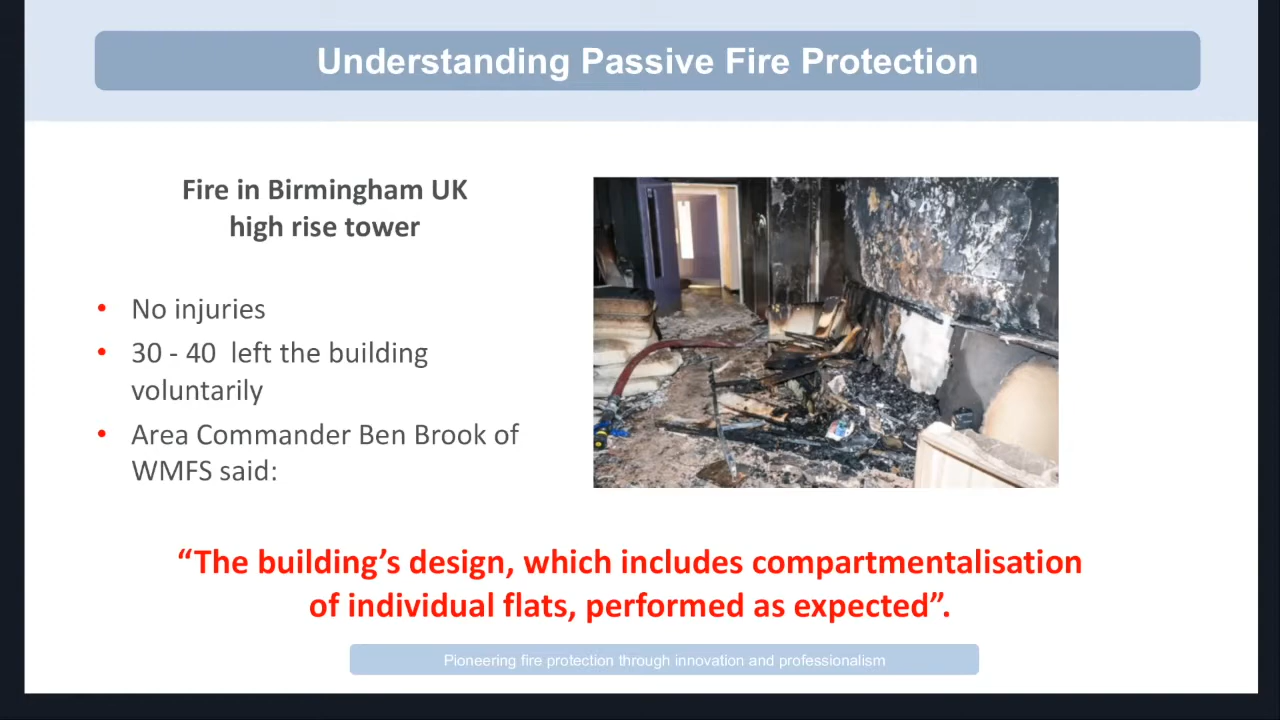 Understanding Passive Fire Protection
Fire in Birmingham UK
high rise tower
• No injuries
• 30 - 40  left the building
voluntarily
• Area Commander Ben Brook of
WMFS said:
“The building’s design, which includes compartmentalisation
of individual flats, performed as expected”.
Pioneering fire protection through innovation and professionalism